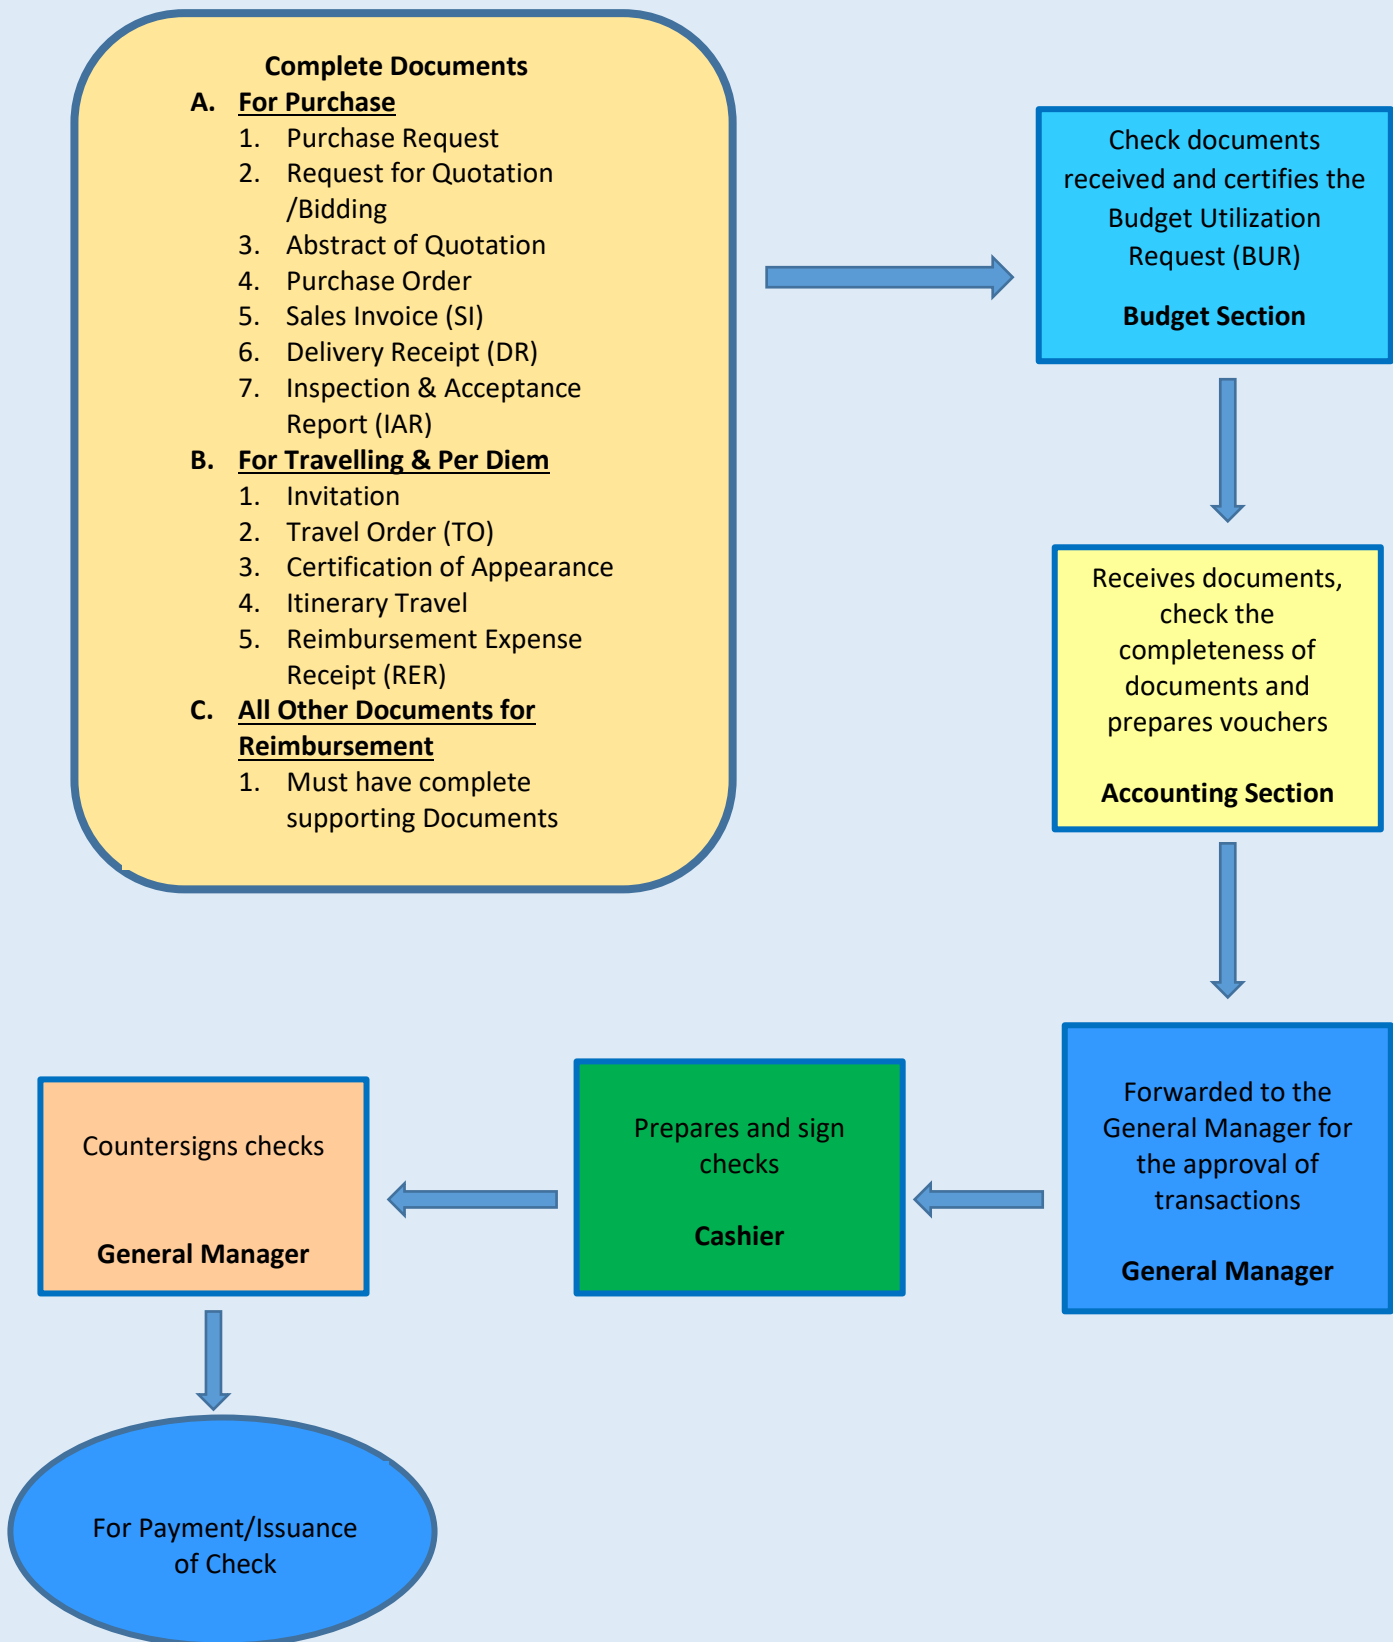 Complete Documents
A. For Purchase
1. Purchase Request
2. Request for Quotation
/Bidding
3. Abstract of Quotation
4. Purchase Order
5. Sales Invoice (SI)
6. Delivery Receipt (DR)
7. Inspection & Acceptance
Report (IAR)
B. For Travelling & Per Diem
1. Invitation
2. Travel Order (TO)
3. Certification of Appearance
4. Itinerary Travel
5. Reimbursement Expense
Receipt (RER)
C. All Other Documents for
Reimbursement
1. Must have complete
supporting Documents
Check documents
received and certifies the
Budget Utilization
Request (BUR)
Budget Section
Receives documents,
check the
completeness of
documents and
prepares vouchers
Accounting Section
Forwarded to the
General Manager for
the approval of
transactions
General Manager
Prepares and sign
checks
Cashier
Countersigns checks
General Manager
For Payment/Issuance
of Check